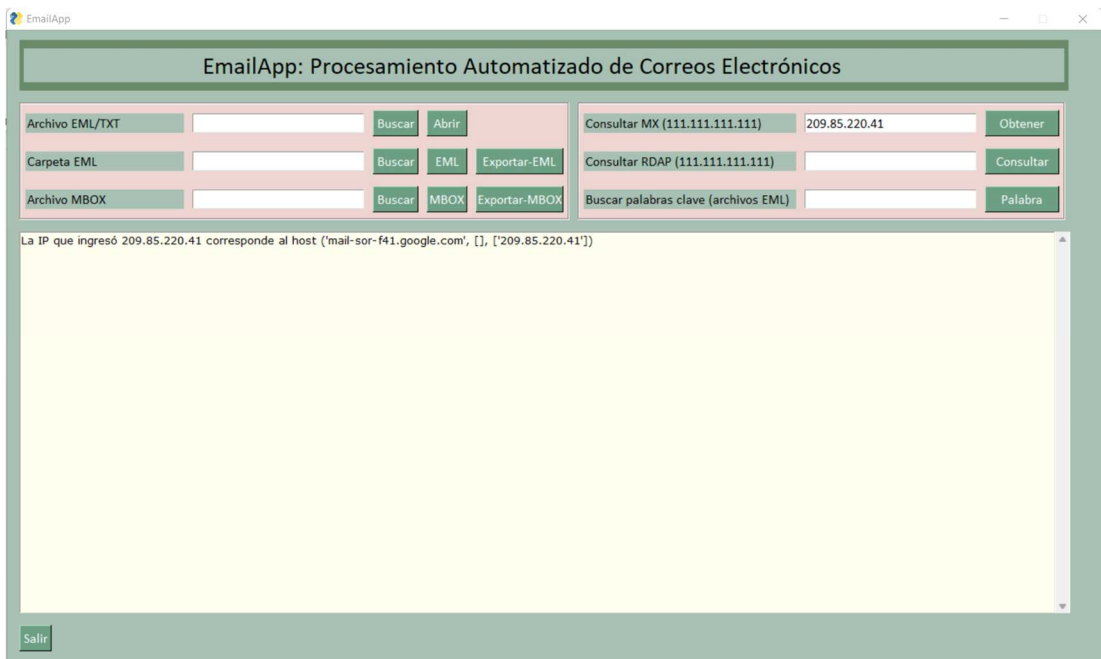 EmailApp
EmailApp: Procesamiento Automatizado de Correos Electrónicos
Archivo EML/TXT Buscar Abrir
Carpeta EML Buscar EML Exportar-EML
Archivo MBOX Buscar MBOX Exportar-MBOX
Consultar MX (111.111.111.111) 209.85.220.41 Obtener
Consultar RDAP (111.111.111.111) Consultar
Buscar palabras clave (archivos EML) Palabra
La IP que ingresó 209.85.220.41 corresponde al host ('mail-sor-f41.google.com', [], ['209.85.220.41'])
Salir